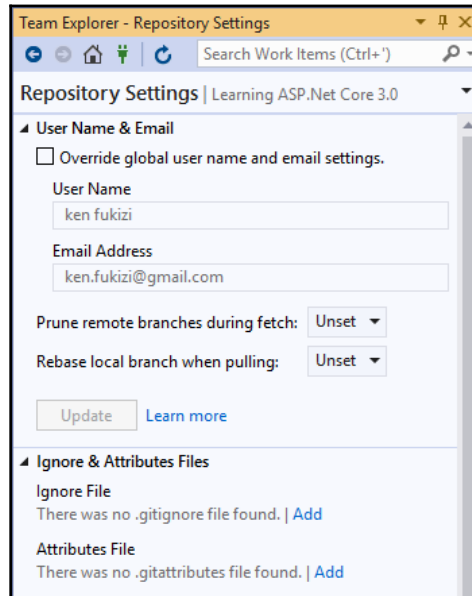 Team Explorer - Repository Settings
Search Work Items (Ctrl+')
Repository Settings | Learning ASP.Net Core 3.0
User Name & Email
Override global user name and email settings.
User Name
ken fukizi
Email Address
ken.fukizi@gmail.com
Prune remote branches during fetch: Unset
Rebase local branch when pulling: Unset
Update Learn more
Ignore & Attributes Files
Ignore File
There was no .gitignore file found. | Add
Attributes File
There was no .gitattributes file found. | Add